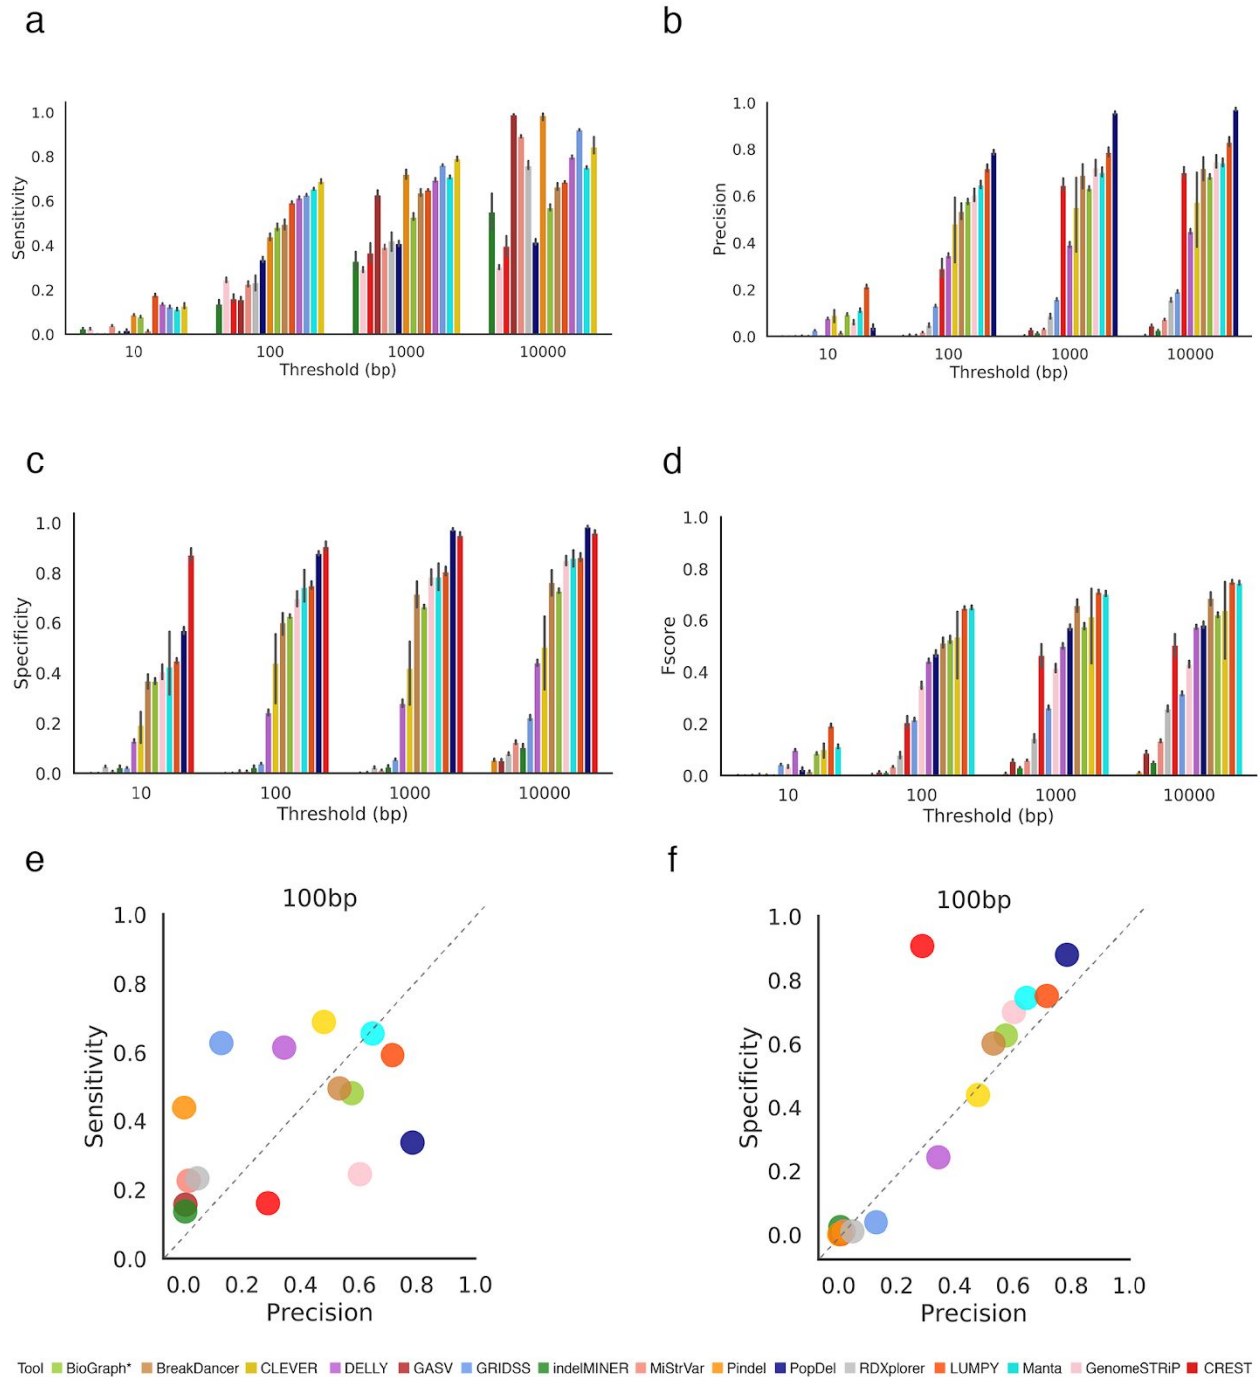 a
1.0
0.8
0.6
0.4
0.2
0.0
Sensitivity
10 100 1000 10000
Threshold (bp)
b
1.0
0.8
0.6
0.4
0.2
0.0
Precision
10 100 1000 10000
Threshold (bp)
c
1.0
0.8
0.6
0.4
0.2
0.0
Specificity
10 100 1000 10000
Threshold (bp)
d
1.0
0.8
0.6
0.4
0.2
0.0
Fscore
10 100 1000 10000
Threshold (bp)
e
100bp
1.0
0.8
0.6
0.4
0.2
0.0
Sensitivity
0.0 0.2 0.4 0.6 0.8 1.0
Precision
f
100bp
1.0
0.8
0.6
0.4
0.2
0.0
Specificity
0.0 0.2 0.4 0.6 0.8 1.0
Precision
Tool BioGraph* BreakDancer CLEVER DELLY GASV GRIDSS indelMINER MiStrVar Pindel PopDel RDXplorer LUMPY Manta GenomeSTRiP CREST